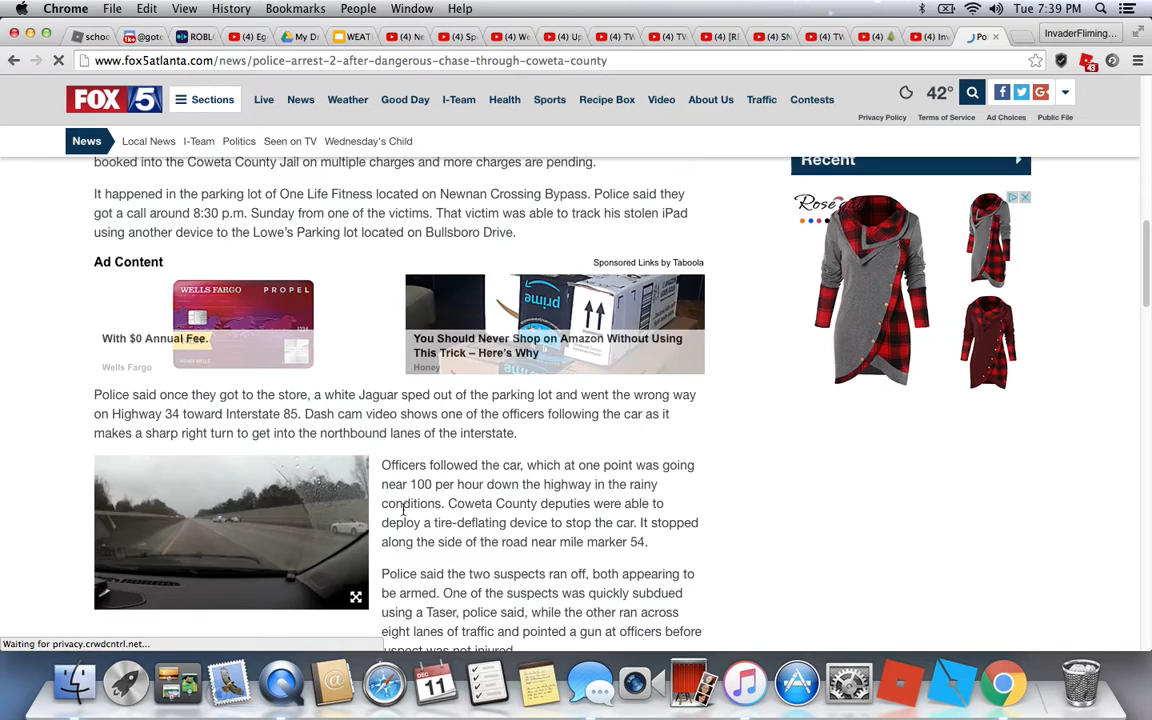 Chrome File Edit View History Bookmarks People Window Help Tue 7:39 PM
schoo @gotc ROBL (4) Eg My Dr WEAT (4) Ne (4) Sp (4) We (4) Up (4) TW (4) TV (4) [RE (4) SN (4) TW (4) (4) Inv Po InvaderFliming...
www.fox5atlanta.com/news/police-arrest-2-after-dangerous-chase-through-coweta-county 43
FOX 5 Sections Live News Weather Good Day I-Team Health Sports Recipe Box Video About Us Traffic Contests 42°
Privacy Policy Terms of Service Ad Choices Public File
News Local News I-Team Politics Seen on TV Wednesday's Child
booked into the Coweta County Jail on multiple charges and more charges are pending.
Recent
It happened in the parking lot of One Life Fitness located on Newnan Crossing Bypass. Police said they
got a call around 8:30 p.m. Sunday from one of the victims. That victim was able to track his stolen iPad
using another device to the Lowe's Parking lot located on Bullsboro Drive.
Ad Content Sponsored Links by Taboola
WELLS FARGO PROPEL
With $0 Annual Fee.
Wells Fargo
prime
You Should Never Shop on Amazon Without Using
This Trick – Here's Why
Honey
Police said once they got to the store, a white Jaguar sped out of the parking lot and went the wrong way
on Highway 34 toward Interstate 85. Dash cam video shows one of the officers following the car as it
makes a sharp right turn to get into the northbound lanes of the interstate.
Officers followed the car, which at one point was going
near 100 per hour down the highway in the rainy
conditions. Coweta County deputies were able to
deploy a tire-deflating device to stop the car. It stopped
along the side of the road near mile marker 54.
Police said the two suspects ran off, both appearing to
be armed. One of the suspects was quickly subdued
using a Taser, police said, while the other ran across
eight lanes of traffic and pointed a gun at officers before
suspect was not injured.
Waiting for privacy.crwdcntrl.net...
DEC
11